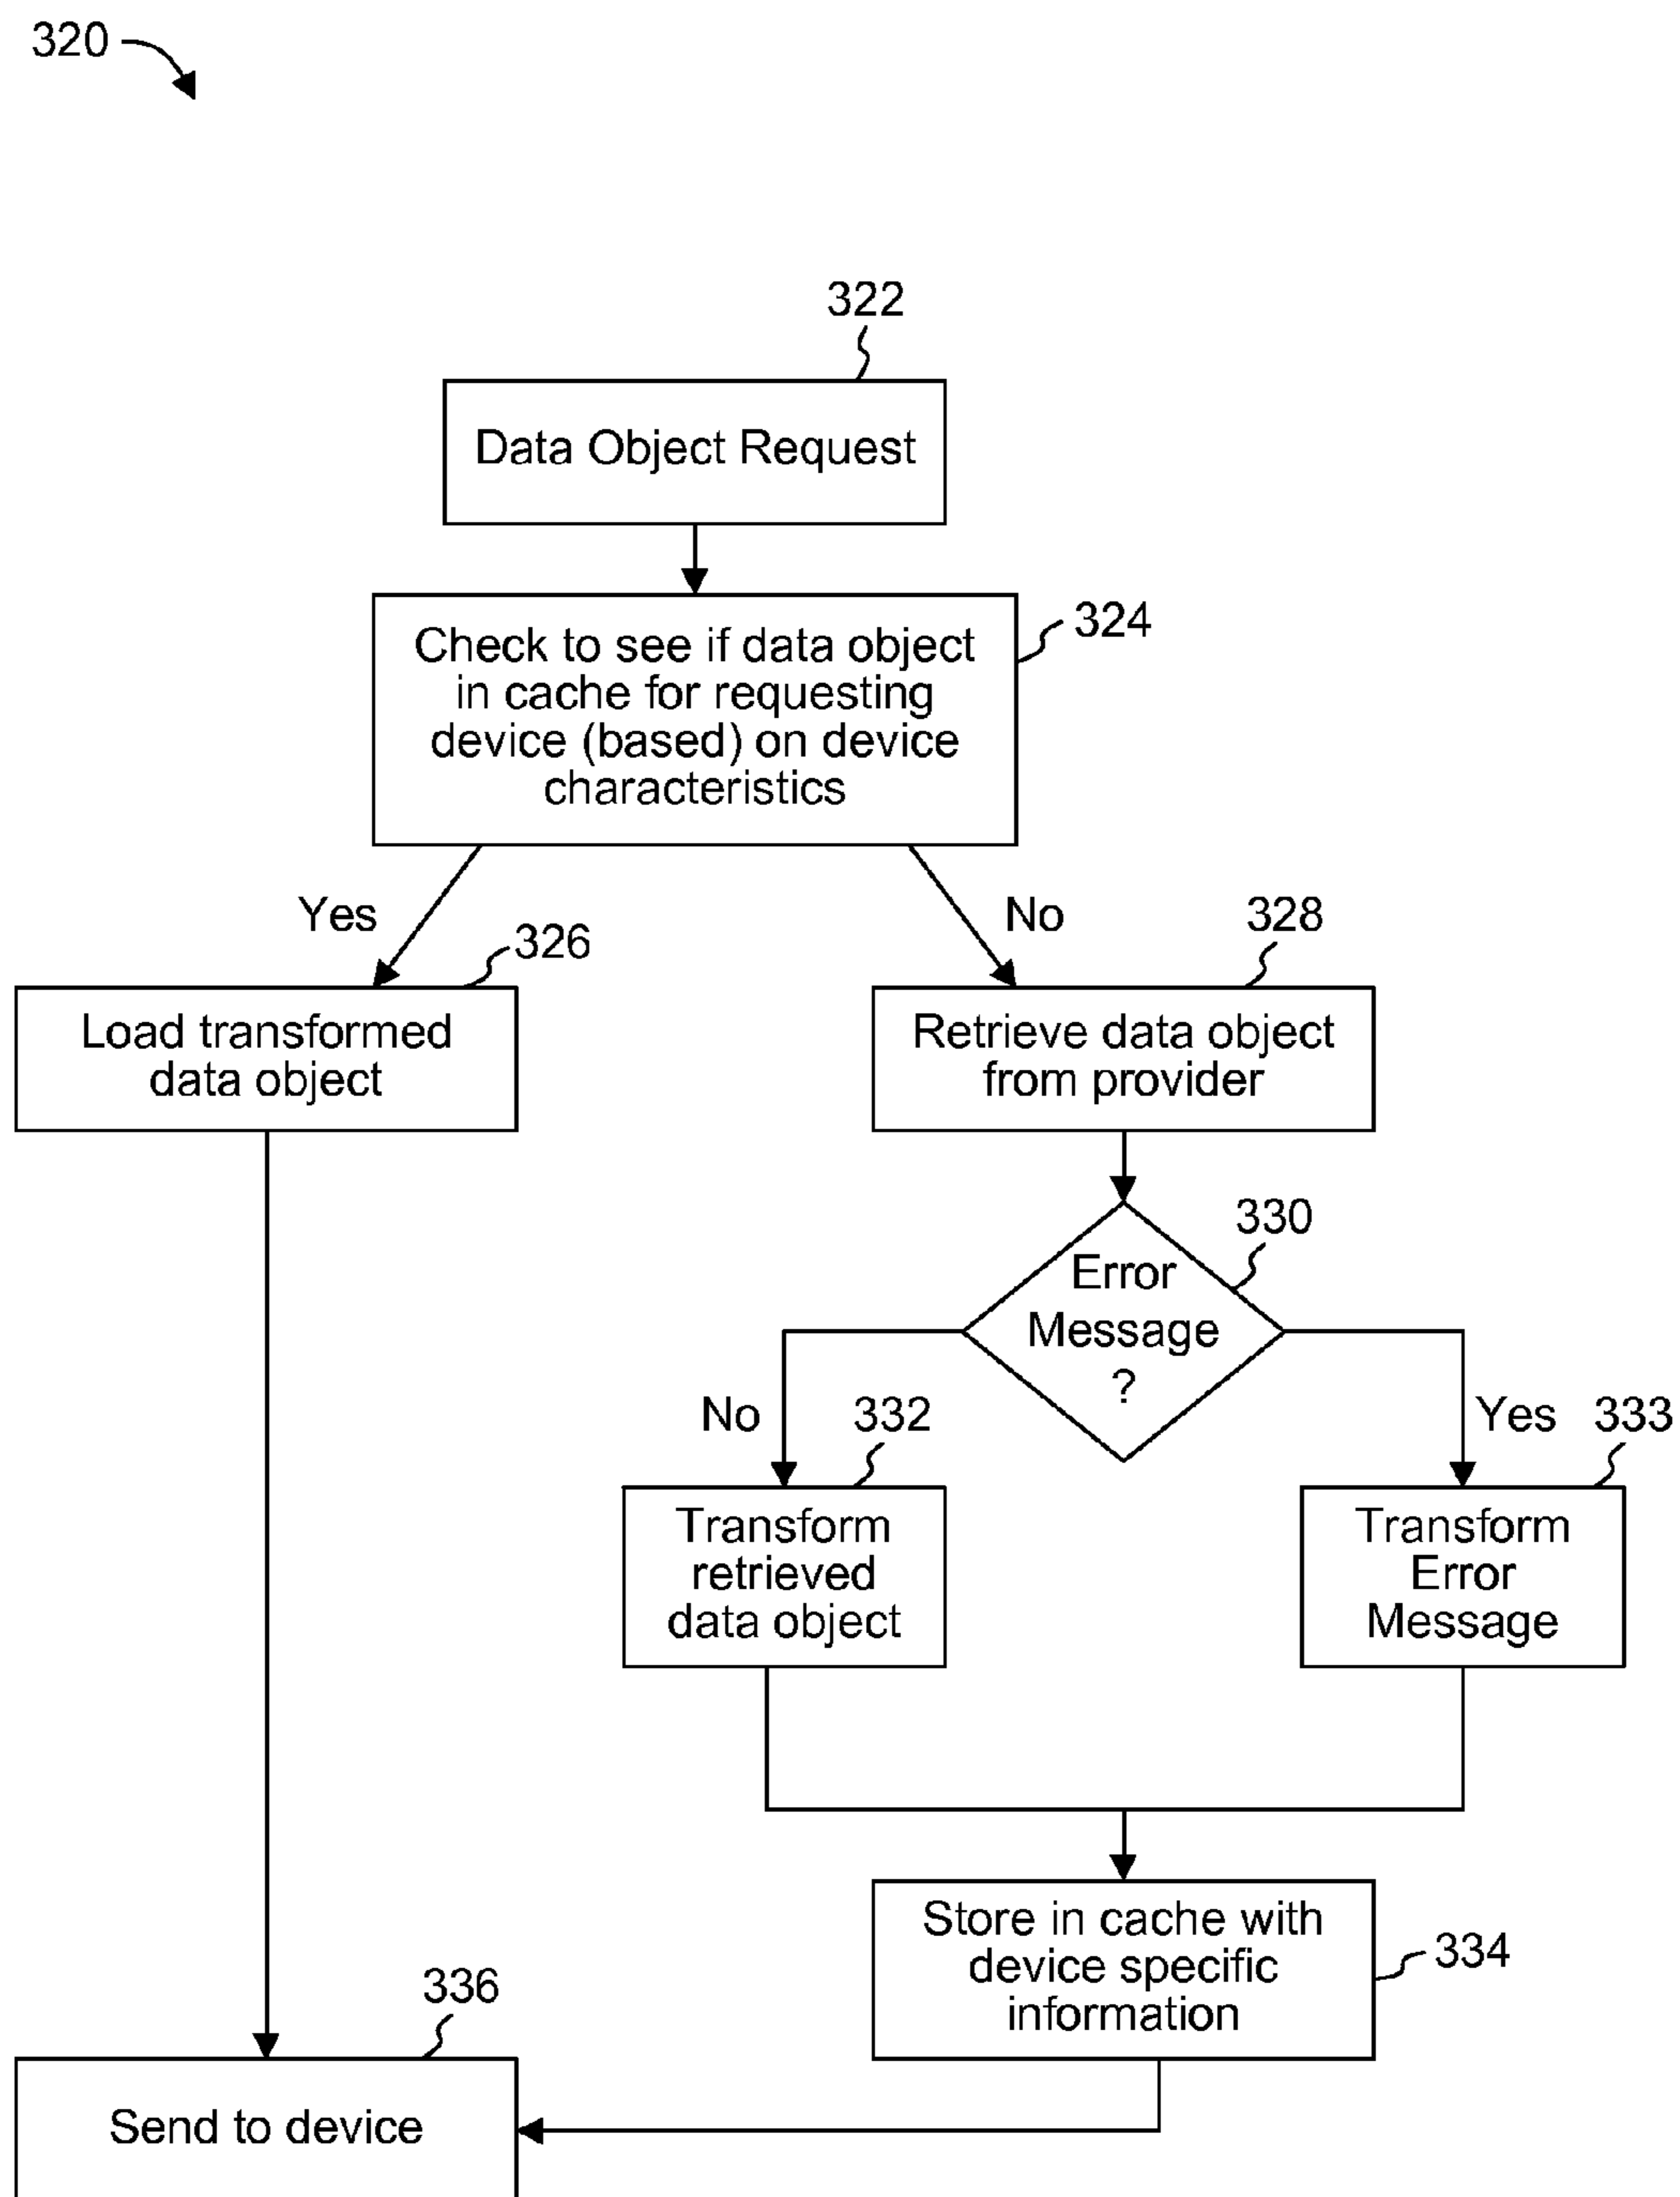 320
322
Data Object Request
324
Check to see if data object
in cache for requesting
device (based) on device
characteristics
Yes
No
326
328
Load transformed
data object
Retrieve data object
from provider
330
Error
Message
?
No
332
Yes
333
Transform
retrieved
data object
Transform
Error
Message
Store in cache with
device specific
information
334
336
Send to device